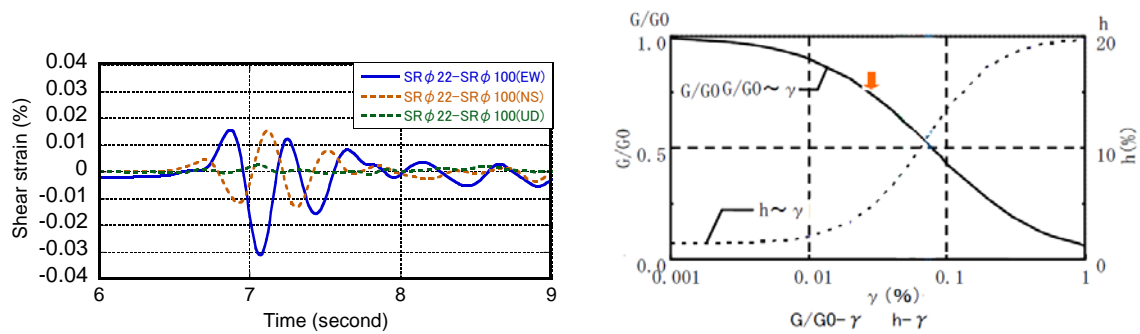 0.04
0.03
0.02
0.01
0
-0.01
-0.02
-0.03
-0.04
Shear strain (%)
SRφ22-SRφ100(EW)
SRφ22-SRφ100(NS)
SRφ22-SRφ100(UD)
6 7 8 9
Time (second)
G/G0 h
1.0 20
G/G0 G/G0~γ
G/G0
0.5 10
h(%)
h~γ
0.0 0
0.001 0.01 0.1 1
γ (%)
G/G0-γ h-γ